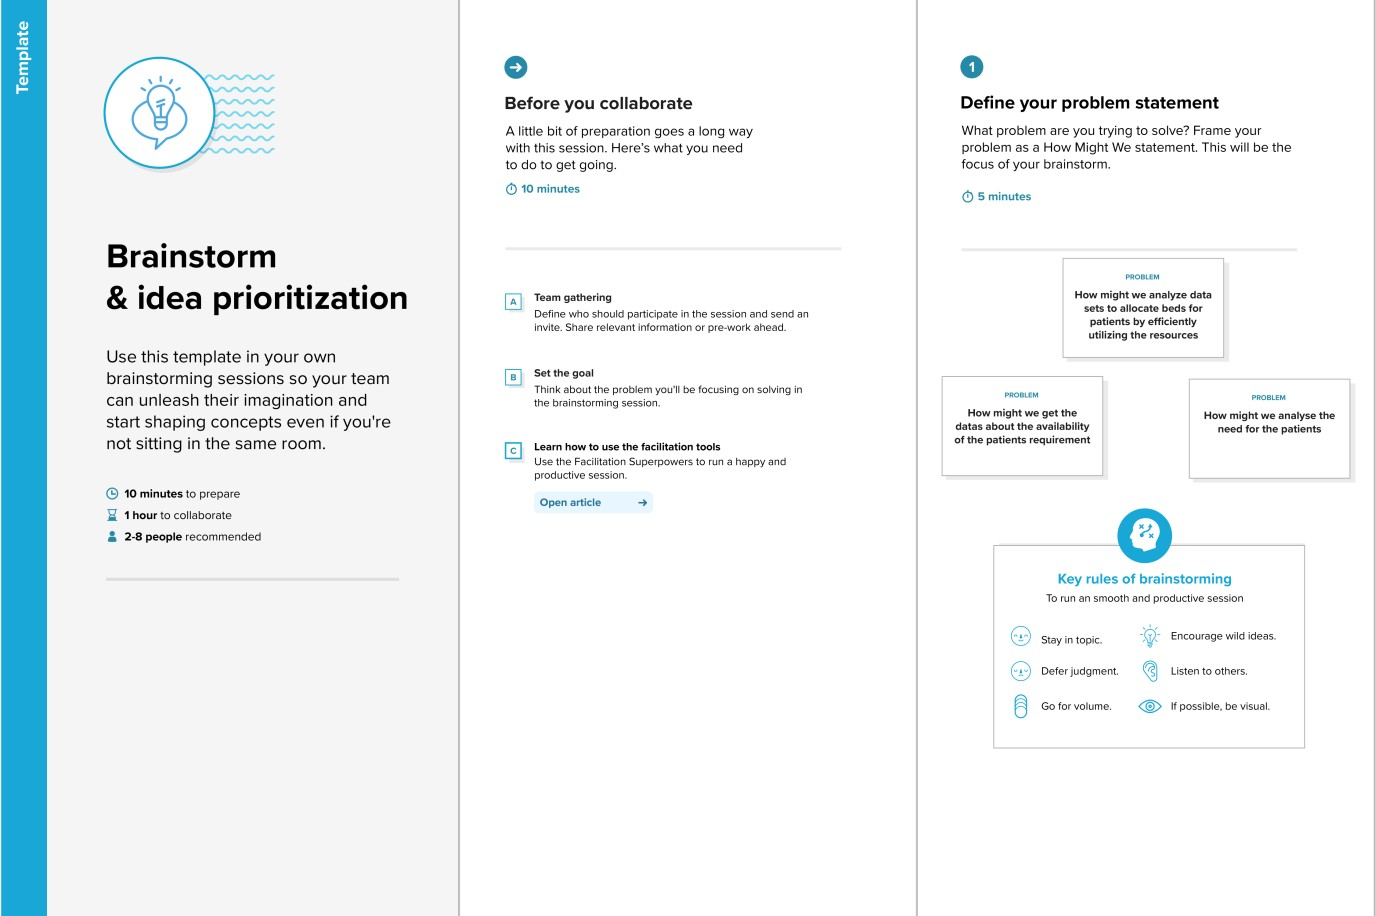 Template
Brainstorm
& idea prioritization
Use this template in your own
brainstorming sessions so your team
can unleash their imagination and
start shaping concepts even if you're
not sitting in the same room.
10 minutes to prepare
1 hour to collaborate
2-8 people recommended
Before you collaborate
A little bit of preparation goes a long way
with this session. Here's what you need
to do to get going.
10 minutes
A
Team gathering
Define who should participate in the session and send an
invite. Share relevant information or pre-work ahead.
B
Set the goal
Think about the problem you'll be focusing on solving in
the brainstorming session.
C
Learn how to use the facilitation tools
Use the Facilitation Superpowers to run a happy and
productive session.
Open article
1
Define your problem statement
What problem are you trying to solve? Frame your
problem as a How Might We statement. This will be the
focus of your brainstorm.
5 minutes
PROBLEM
How might we analyze data
sets to allocate beds for
patients by efficiently
utilizing the resources
PROBLEM
How might we get the
datas about the availability
of the patients requirement
PROBLEM
How might we analyse the
need for the patients
Key rules of brainstorming
To run an smooth and productive session
Stay in topic.
Encourage wild ideas.
Defer judgment.
Listen to others.
Go for volume.
If possible, be visual.